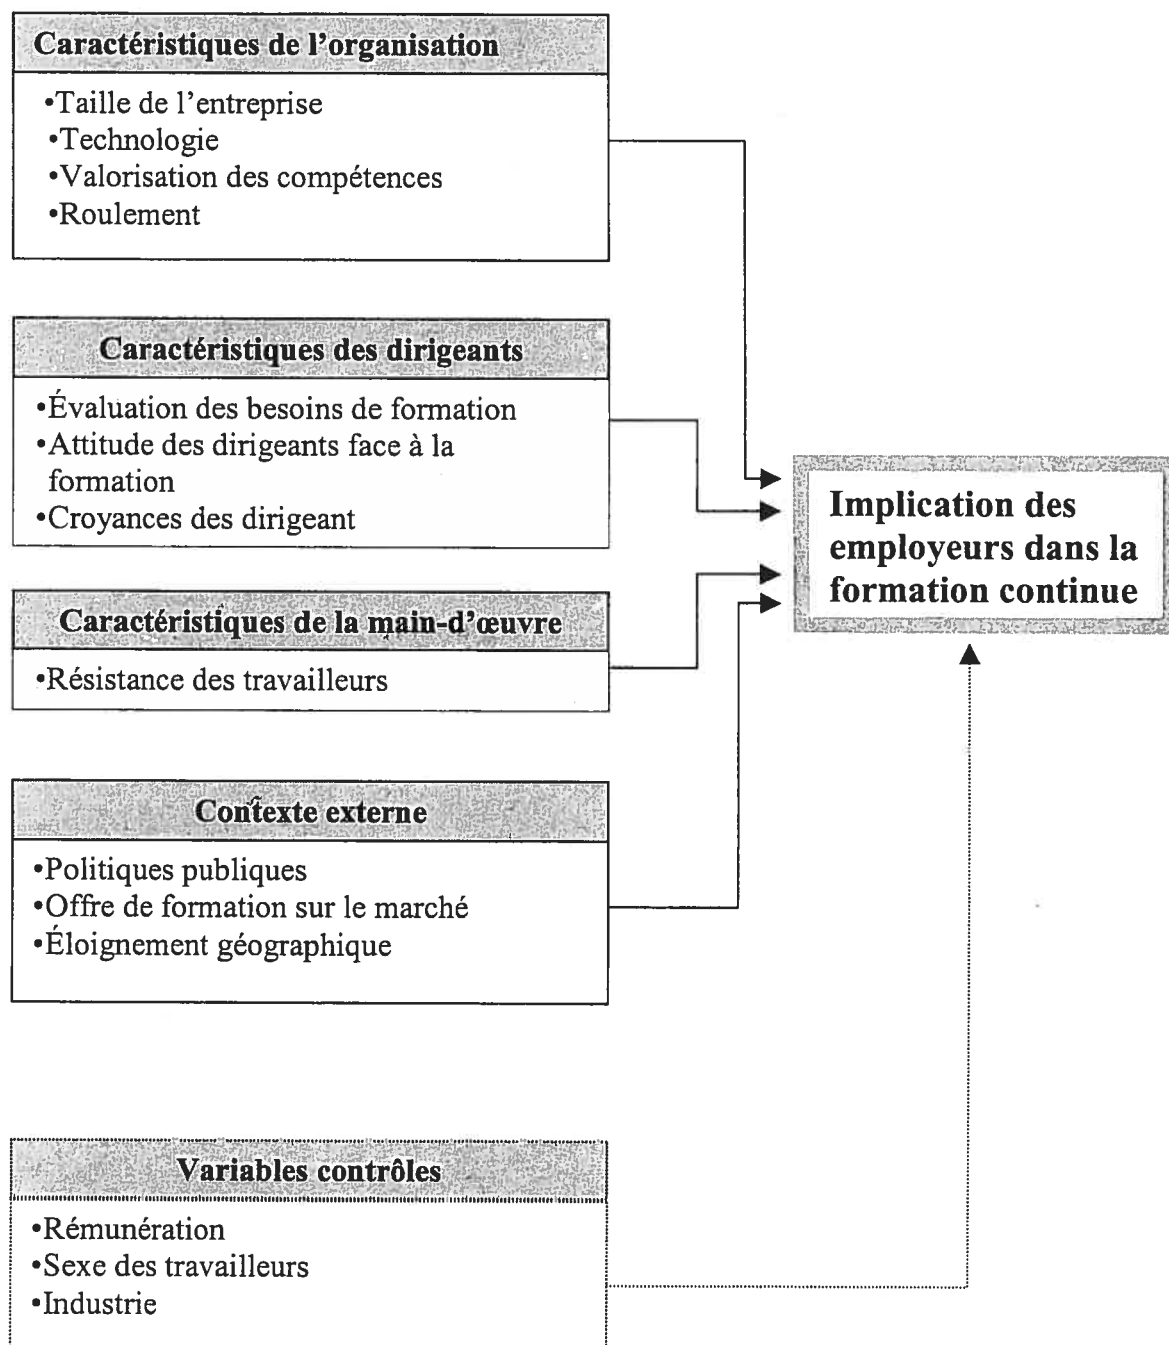 Caractéristiques de l'organisation
•Taille de l'entreprise
•Technologie
•Valorisation des compétences
•Roulement
Caractéristiques des dirigeants
•Évaluation des besoins de formation
•Attitude des dirigeants face à la
formation
•Croyances des dirigeant
Caractéristiques de la main-d'œuvre
•Résistance des travailleurs
Contexte externe
•Politiques publiques
•Offre de formation sur le marché
•Éloignement géographique
Variables contrôles
•Rémunération
•Sexe des travailleurs
•Industrie
Implication des
employeurs dans la
formation continue